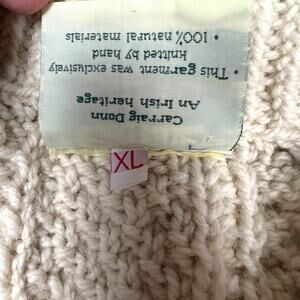 Carraig Donn
An Irish heritage
• This garment was exclusively
knitted by hand
• 100% natural materials
XL